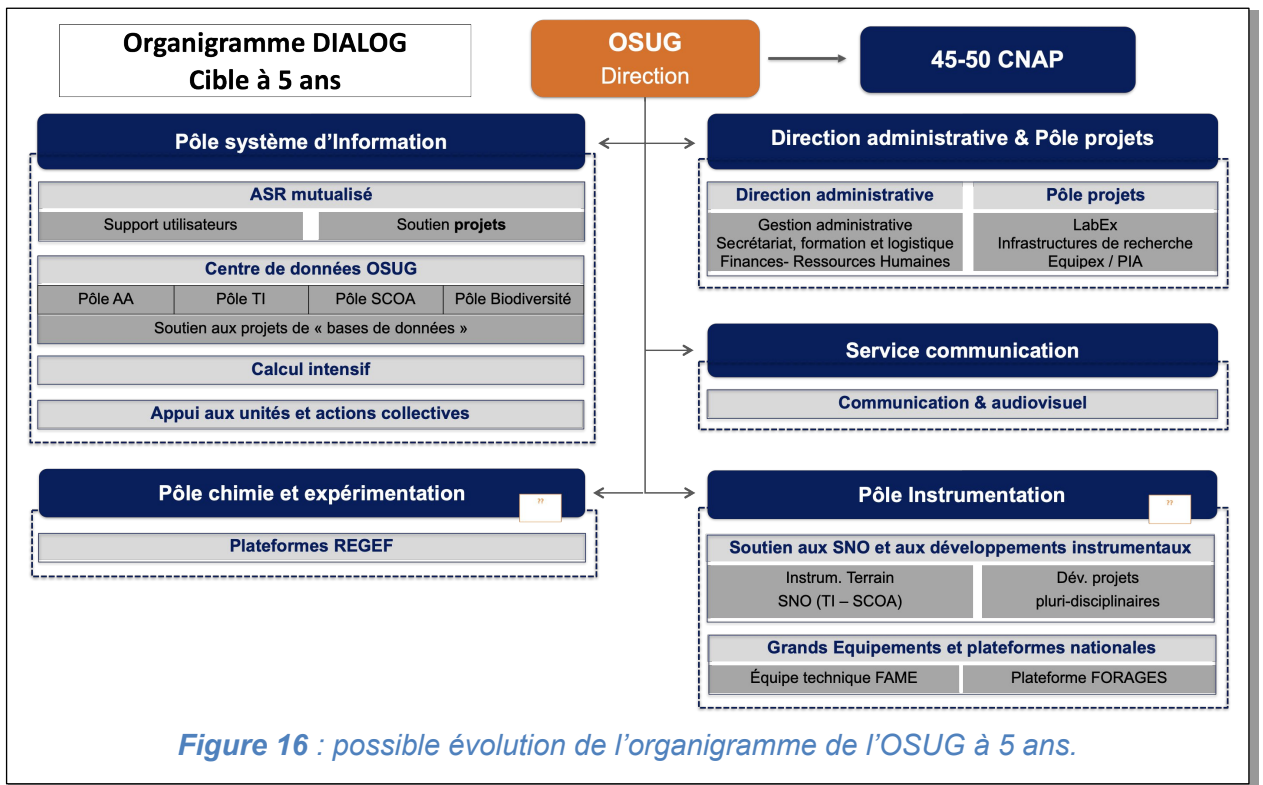 Organigramme DIALOG
Cible à 5 ans
OSUG
Direction
45-50 CNAP
Pôle système d’Information
ASR mutualisé
Support utilisateurs
Soutien projets
Centre de données OSUG
Pôle AA
Pôle TI
Pôle SCOA
Pôle Biodiversité
Soutien aux projets de « bases de données »
Calcul intensif
Appui aux unités et actions collectives
Direction administrative & Pôle projets
Direction administrative
Gestion administrative
Secrétariat, formation et logistique
Finances- Ressources Humaines
Pôle projets
LabEx
Infrastructures de recherche
Equipex / PIA
Service communication
Communication & audiovisuel
Pôle chimie et expérimentation
”
Plateformes REGEF
Pôle Instrumentation
”
Soutien aux SNO et aux développements instrumentaux
Instrum. Terrain
SNO (TI – SCOA)
Dév. projets
pluri-disciplinaires
Grands Equipements et plateformes nationales
Équipe technique FAME
Plateforme FORAGES
Figure 16 : possible évolution de l’organigramme de l’OSUG à 5 ans.